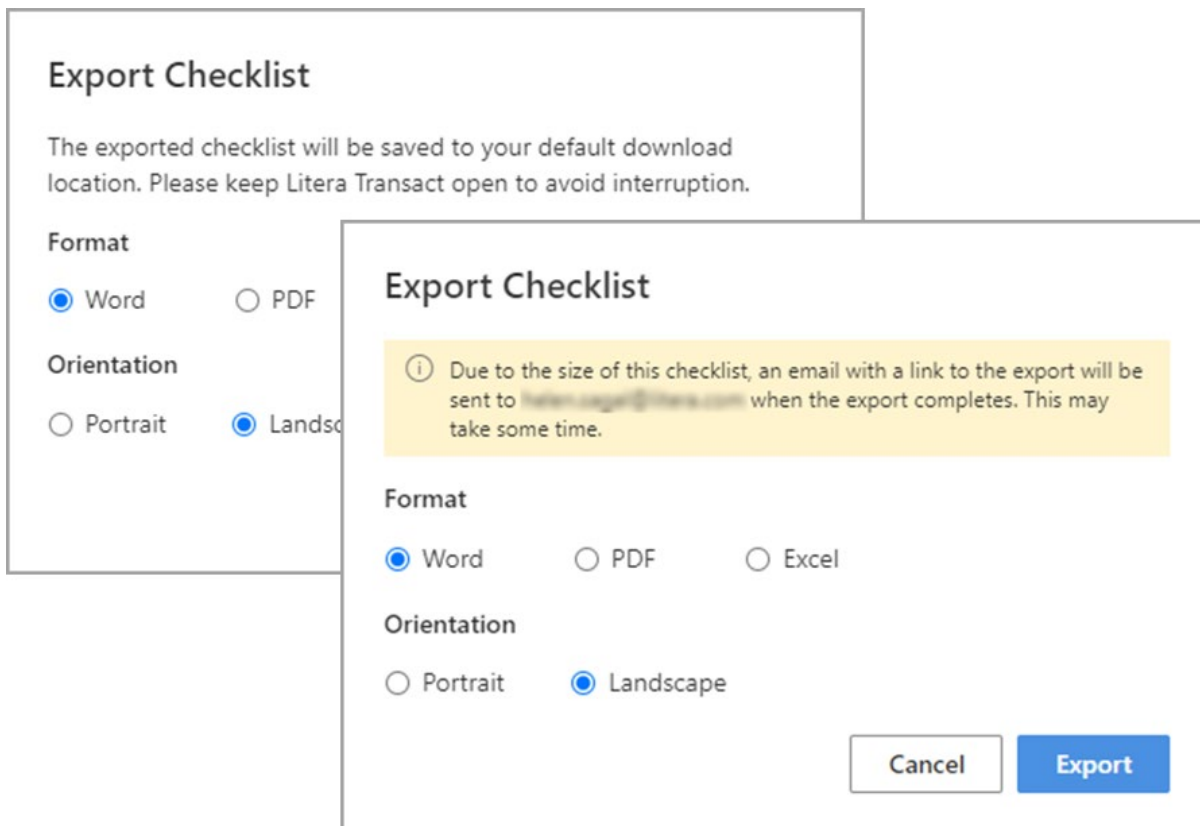 Export Checklist
The exported checklist will be saved to your default download
location. Please keep Litera Transact open to avoid interruption.
Format
Word PDF
Orientation
Portrait
Export Checklist
Due to the size of this checklist, an email with a link to the export will be
sent to when the export completes. This may
take some time.
Format
Word PDF Excel
Orientation
Portrait Landscape
Cancel Export